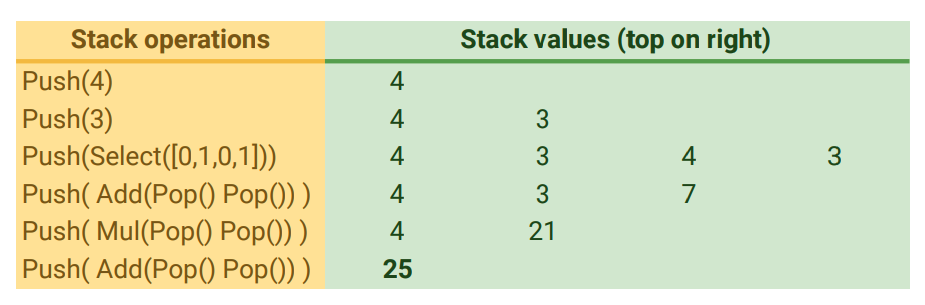 Stack operations Stack values (top on right)
Push(4) 4
Push(3) 4 3
Push(Select([0,1,0,1])) 4 3 4 3
Push( Add(Pop() Pop()) ) 4 3 7
Push( Mul(Pop() Pop()) ) 4 21
Push( Add(Pop() Pop()) ) 25